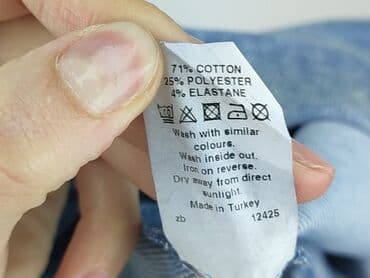 71% COTTON
25% POLYESTER
4% ELASTANE
Wash with similar
colours.
Wash inside out.
Iron on reverse.
Dry away from direct
sunlight.
Made in Turkey
zb 12425